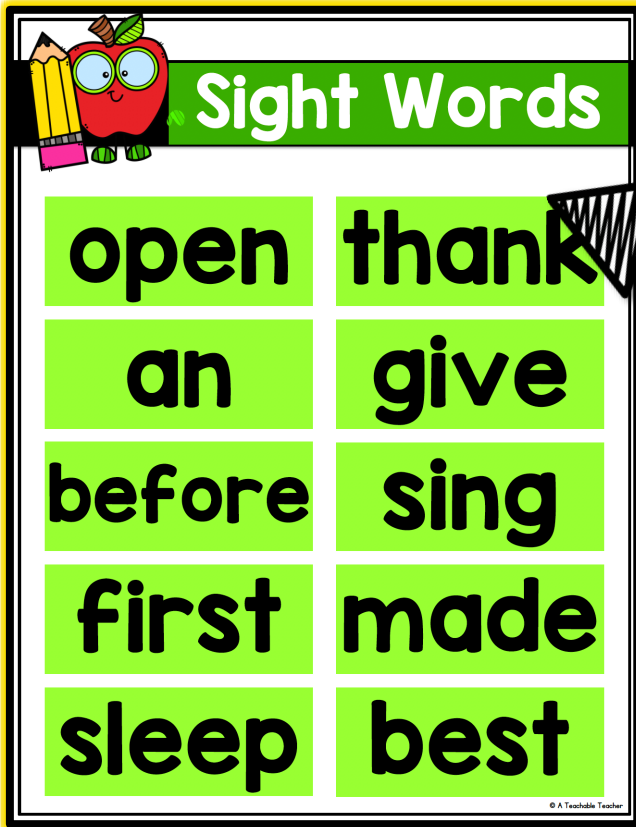 Sight Words
open
thank
an
give
before
sing
first
made
sleep
best
© A Teachable Teacher